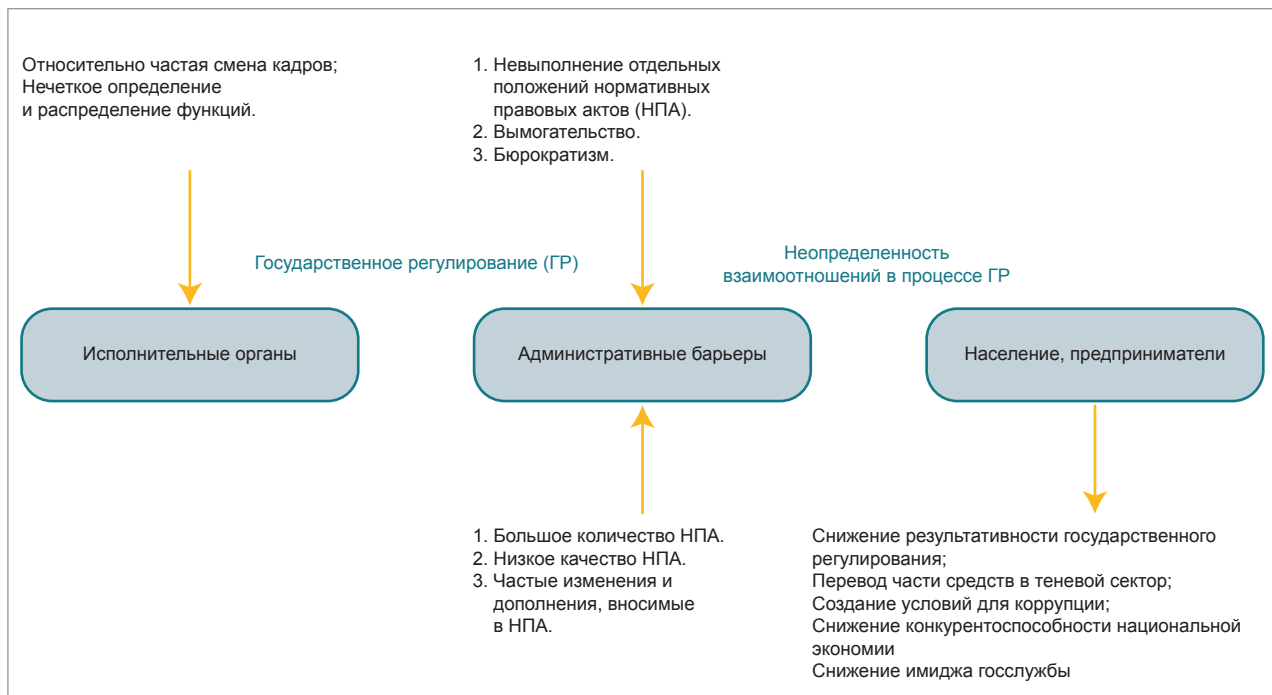 Относительно частая смена кадров;
Нечеткое определение
и распределение функций.
1. Невыполнение отдельных
положений нормативных
правовых актов (НПА).
2. Вымогательство.
3. Бюрократизм.
Государственное регулирование (ГР)
Неопределенность
взаимоотношений в процессе ГР
Исполнительные органы
Административные барьеры
Население, предприниматели
1. Большое количество НПА.
2. Низкое качество НПА.
3. Частые изменения и
дополнения, вносимые
в НПА.
Снижение результативности государственного
регулирования;
Перевод части средств в теневой сектор;
Создание условий для коррупции;
Снижение конкурентоспособности национальной
экономии
Снижение имиджа госслужбы